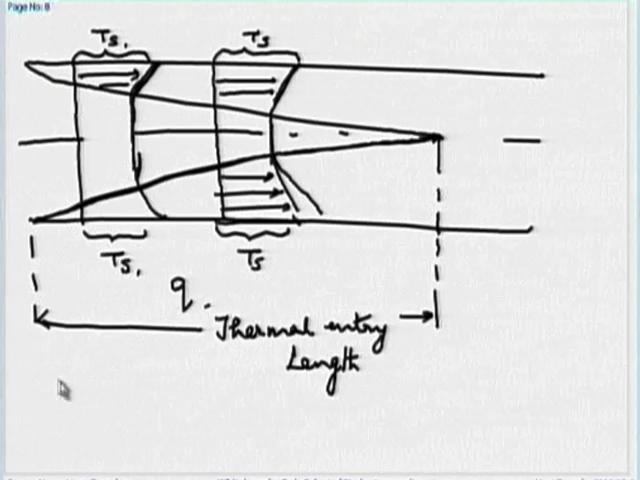 Page No: 8
Ts, Ts
Ts, Ts
q.
Thermal entry
Length